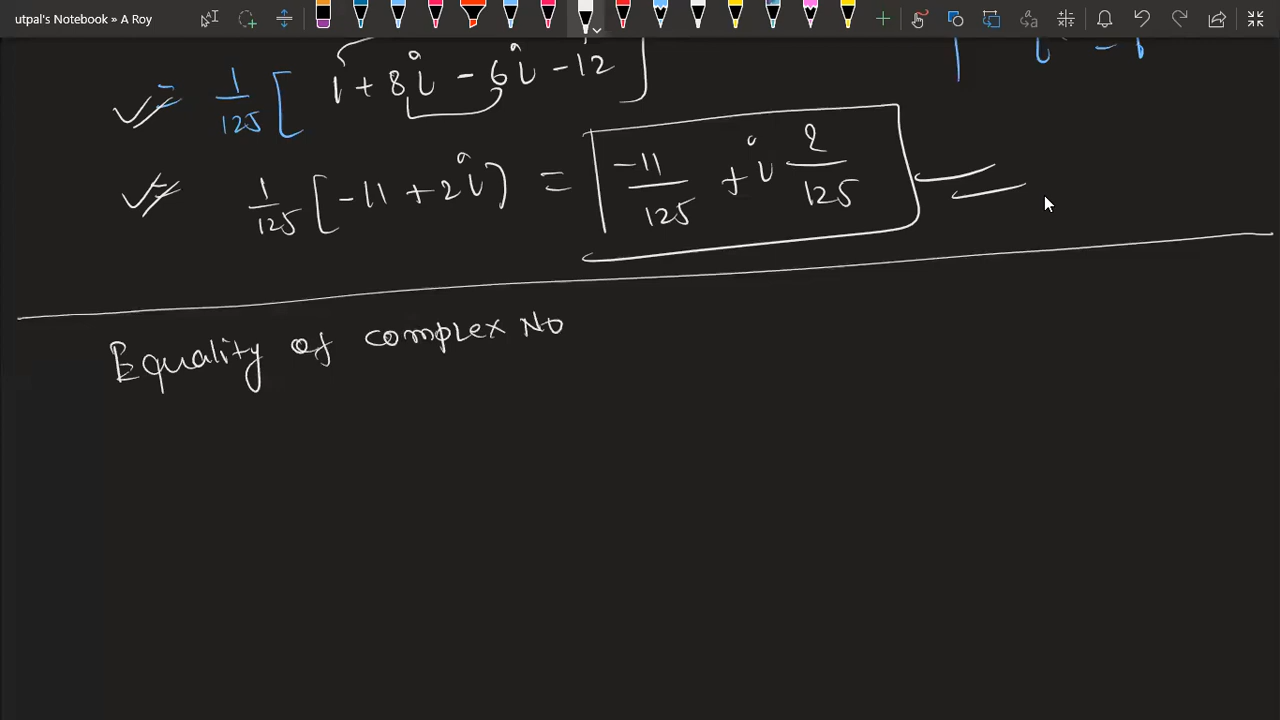 utpal's Notebook » A Roy
= 1/125 [ 1 + 8i - 6i - 12 ]
1/125 [ -11 + 2i ) = -11/125 + i 2/125
Equality of complex No